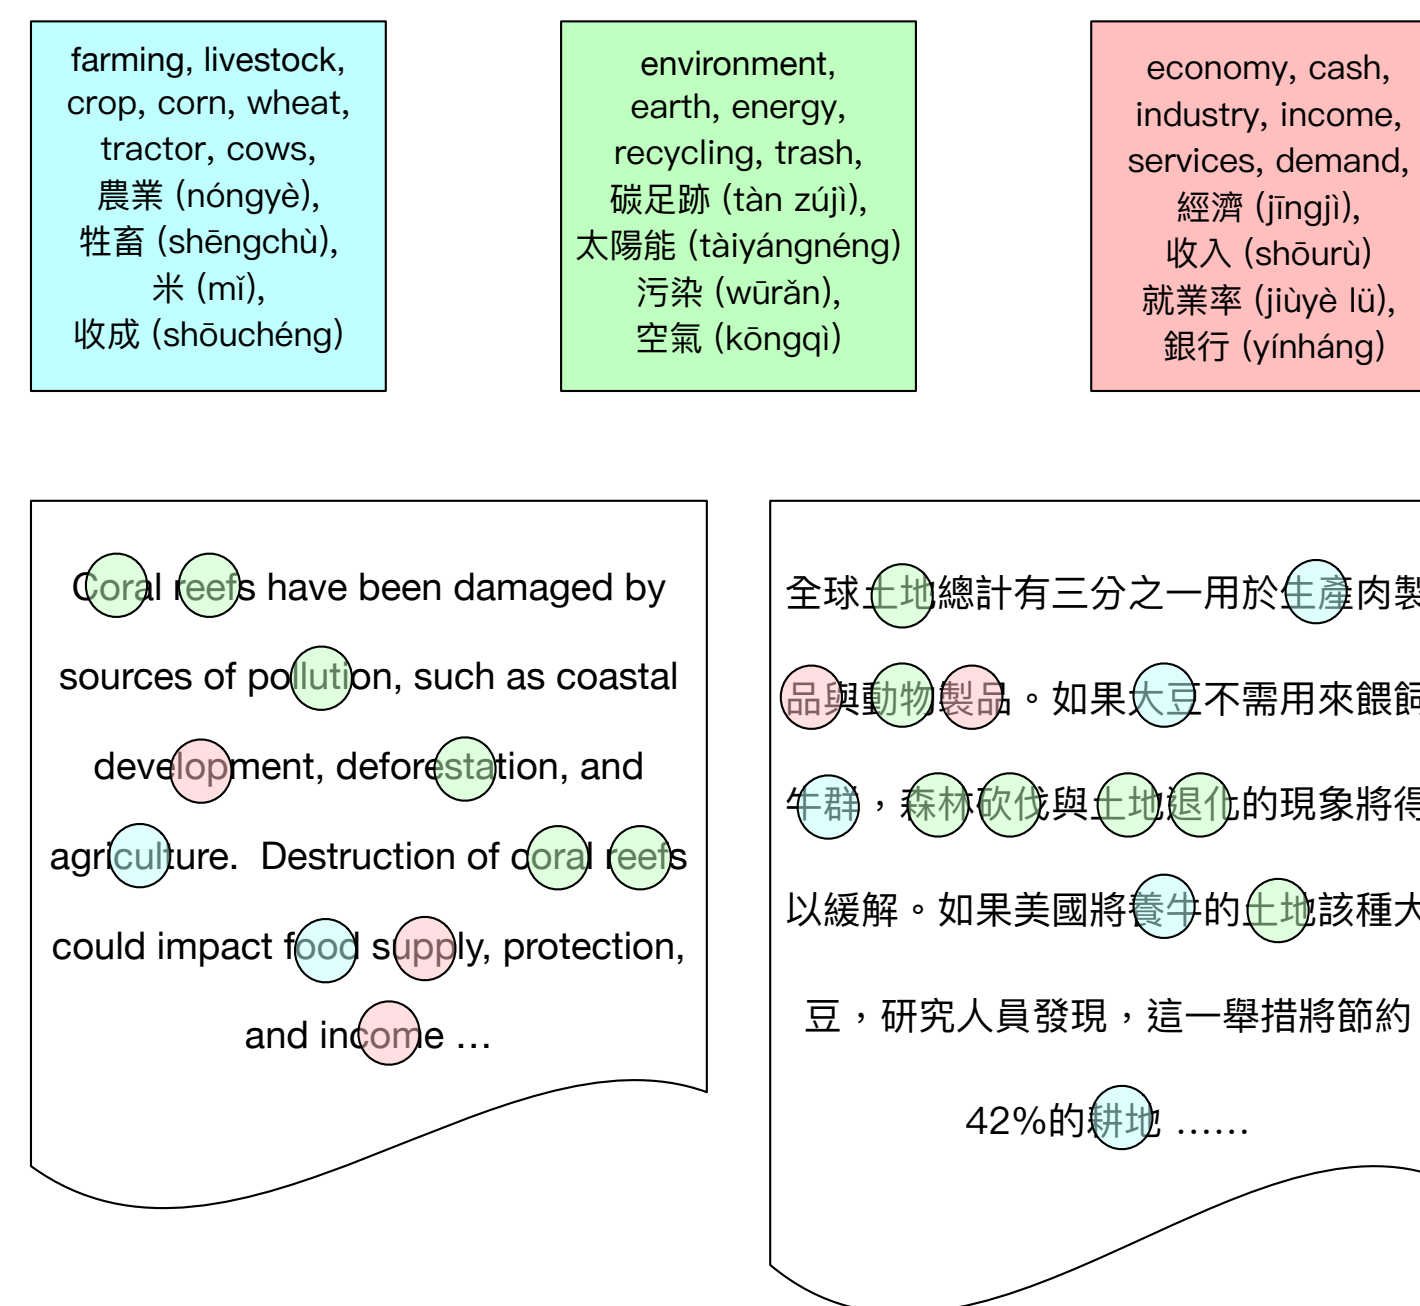 farming, livestock,
crop, corn, wheat,
tractor, cows,
農業 (nóngyè),
牲畜 (shēngchù),
米 (mǐ),
收成 (shōuchéng)
environment,
earth, energy,
recycling, trash,
碳足跡 (tàn zújì),
太陽能 (tàiyángnéng)
污染 (wūrǎn),
空氣 (kōngqì)
economy, cash,
industry, income,
services, demand,
經濟 (jīngjì),
收入 (shōurù)
就業率 (jiùyè lü),
銀行 (yínháng)
Coral reefs have been damaged by
sources of pollution, such as coastal
development, deforestation, and
agriculture. Destruction of coral reefs
could impact food supply, protection,
and income …
全球土地總計有三分之一用於生產肉製
品與動物製品。如果大豆不需用來餵飼
牛群，森林砍伐與土地退化的現象將得
以緩解。如果美國將養牛的土地該種大
豆，研究人員發現，這一舉措將節約
42%的耕地 ……